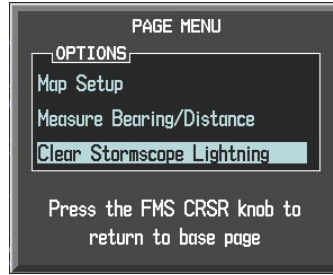 PAGE MENU
OPTIONS
Map Setup
Measure Bearing/Distance
Clear Stormscope Lightning
Press the FMS CRSR knob to
return to base page